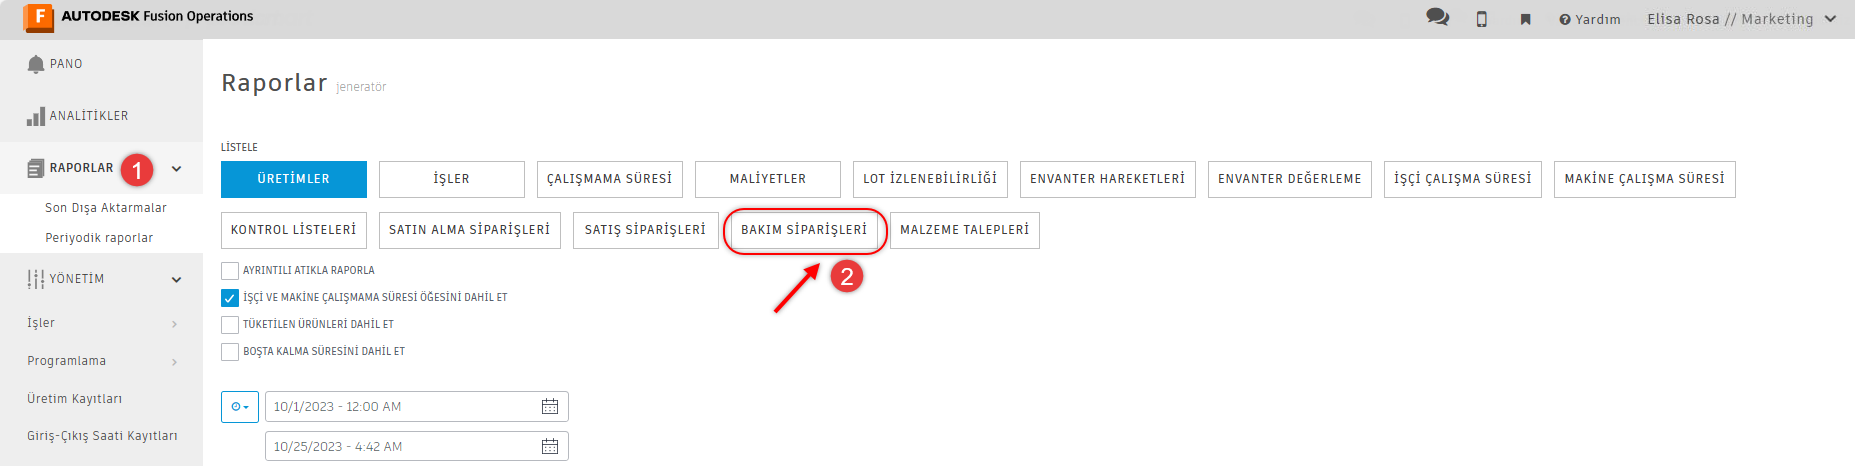 F AUTODESK Fusion Operations
Yardım
Elisa Rosa // Marketing
PANO
ANALİTİKLER
RAPORLAR 1
Son Dışa Aktarmalar
Periyodik raporlar
YÖNETİM
İşler
Programlama
Üretim Kayıtları
Giriş-Çıkış Saati Kayıtları
Raporlar jeneratör
LİSTELE
ÜRETİMLER
İŞLER
ÇALIŞMAMA SÜRESİ
MALİYETLER
LOT İZLENEBİLİRLİĞİ
ENVANTER HAREKETLERİ
ENVANTER DEĞERLEME
İŞÇİ ÇALIŞMA SÜRESİ
MAKİNE ÇALIŞMA SÜRESİ
KONTROL LİSTELERİ
SATIN ALMA SİPARİŞLERİ
SATIŞ SİPARİŞLERİ
BAKIM SİPARİŞLERİ
MALZEME TALEPLERİ
2
AYRINTILI ATIKLA RAPORLA
İŞÇİ VE MAKİNE ÇALIŞMAMA SÜRESİ ÖĞESİNİ DAHİL ET
TÜKETİLEN ÜRÜNLERİ DAHİL ET
BOŞTA KALMA SÜRESİNİ DAHİL ET
10/1/2023 - 12:00 AM
10/25/2023 - 4:42 AM